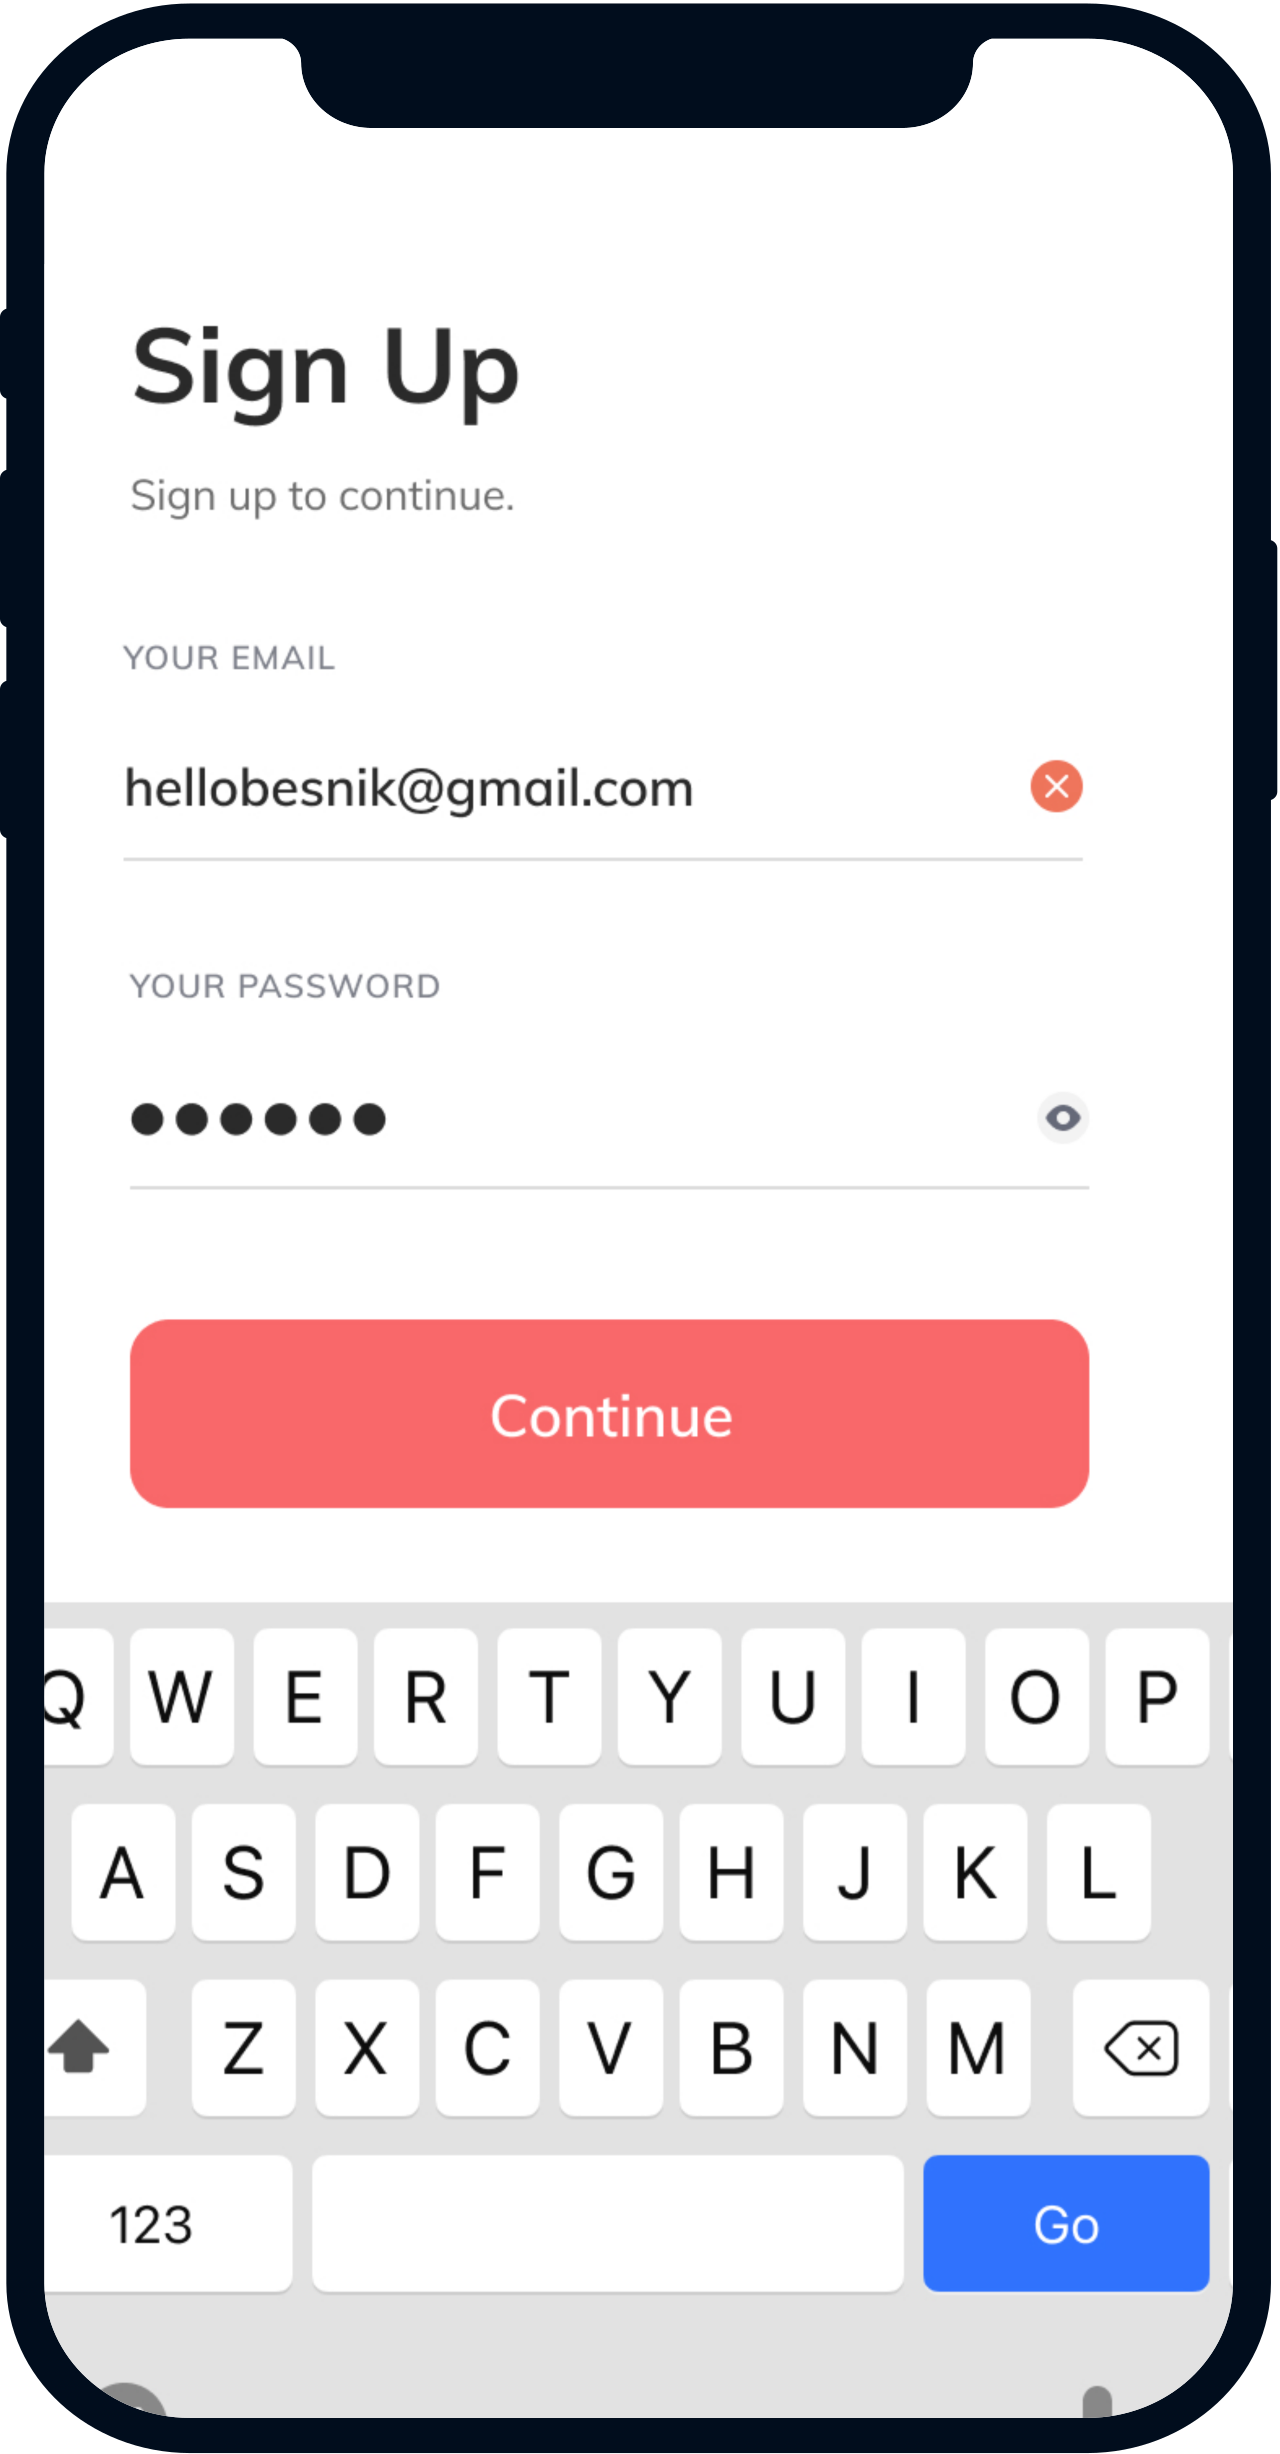 Sign Up
Sign up to continue.
YOUR EMAIL
hellobesnik@gmail.com
YOUR PASSWORD
Continue
Q W E R T Y U I O P
A S D F G H J K L
Z X C V B N M
123 Go